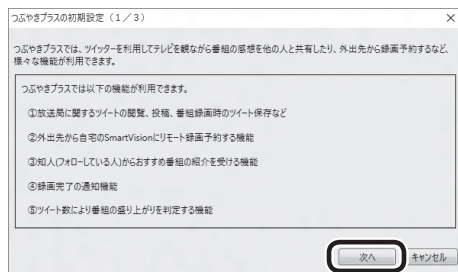 つぶやきプラスの初期設定（1／3）
つぶやきプラスでは、ツイッターを利用してテレビを観ながら番組の感想を他の人と共有したり、外出先から録画予約するなど、
様々な機能が利用できます。
つぶやきプラスでは以下の機能が利用できます。
①放送局に関するツイートの閲覧、投稿、番組録画時のツイート保存など
②外出先から自宅のSmartVisionにリモート録画予約する機能
③知人(フォローしている人)からおすすめ番組の紹介を受ける機能
④録画完了の通知機能
⑤ツイート数により番組の盛り上がりを判定する機能
次へ キャンセル